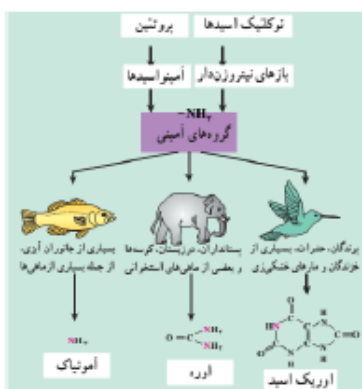 پروتئین
نوکلئیک اسیدها
آمینواسیدها
بازهای نیتروژن‌دار
−NH₂
گروه‌های آمینی
بسیاری از جانوران آبزی،
از جمله بسیاری از ماهی‌ها
پستانداران، دوزیستان، کوسه‌ها
و بعضی از ماهی‌های استخوانی
پرندگان، حشرات، بسیاری از
خزندگان و مارهای خشکی‌زی
NH₃
آمونیاک
O=C
NH₂
NH₂
اوره
O
HN
C
C
N
H
C=O
O
C
N
H
C
N
H
اوریک اسید